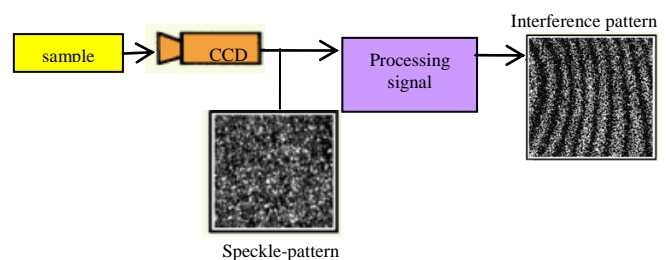 Interference pattern
sample
CCD
Processing
signal
Speckle-pattern